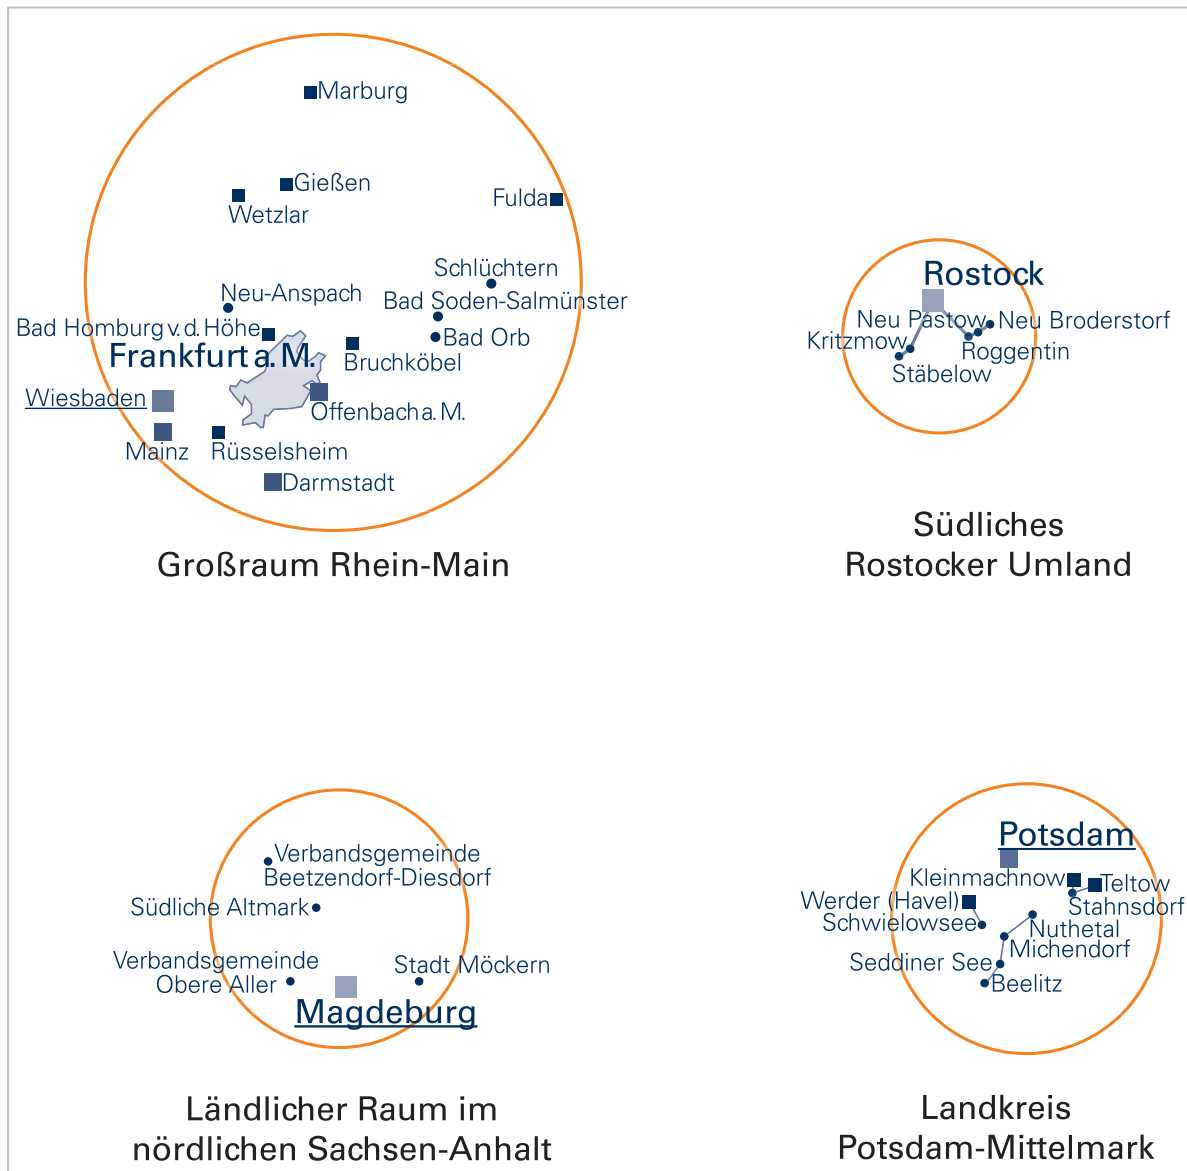 Marburg
Gießen
Wetzlar
Fulda
Schlüchtern
Neu-Anspach
Bad Soden-Salmünster
Bad Homburg v. d. Höhe
Bad Orb
Frankfurt a. M.
Bruchköbel
Wiesbaden
Offenbach a. M.
Mainz
Rüsselsheim
Darmstadt
Großraum Rhein-Main
Rostock
Neu Pastow
Neu Broderstorf
Kritzmow
Roggentin
Stäbelow
Südliches
Rostocker Umland
Verbandsgemeinde
Beetzendorf-Diesdorf
Südliche Altmark
Verbandsgemeinde
Obere Aller
Stadt Möckern
Magdeburg
Ländlicher Raum im
nördlichen Sachsen-Anhalt
Potsdam
Kleinmachnow
Teltow
Werder (Havel)
Stahnsdorf
Schwielowsee
Nuthetal
Michendorf
Seddiner See
Beelitz
Landkreis
Potsdam-Mittelmark